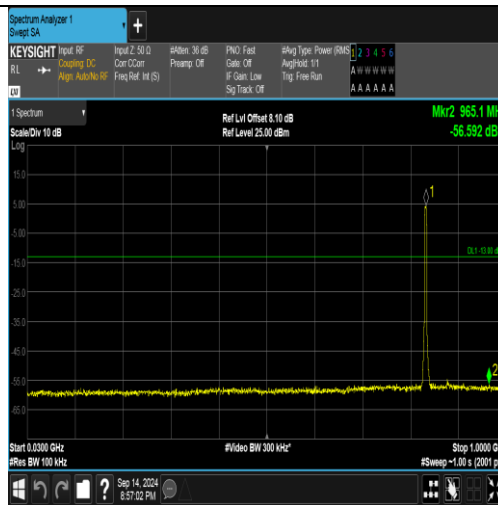 Spectrum Analyzer 1
Swept SA
+
KEYSIGHT Input: RF Input Z: 50 Ω #Atten: 36 dB PNO: Fast #Avg Type: Power (RMS 1 2 3 4 5 6
RL Coupling: DC Corr CCorr Preamp: Off Gate: Off Avg|Hold: 1/1 A W W W W W
Align: Auto/No RF Freq Ref: Int (S) IF Gain: Low Trig: Free Run
Sig Track: Off A A A A A A
1 Spectrum Ref Lvl Offset 8.10 dB Mkr2 965.1 MH
Scale/Div 10 dB Ref Level 25.00 dBm -56.592 dB
Log
15.0
5.00
-5.00
-15.0
-25.0
-35.0
-45.0
-55.0
-65.0
1
DL1 -13.00 d
2
Start 0.0300 GHz #Video BW 300 kHz* Stop 1.0000 G
#Res BW 100 kHz #Sweep ~1.00 s (2001 p
? Sep 14, 2024
8:57:02 PM